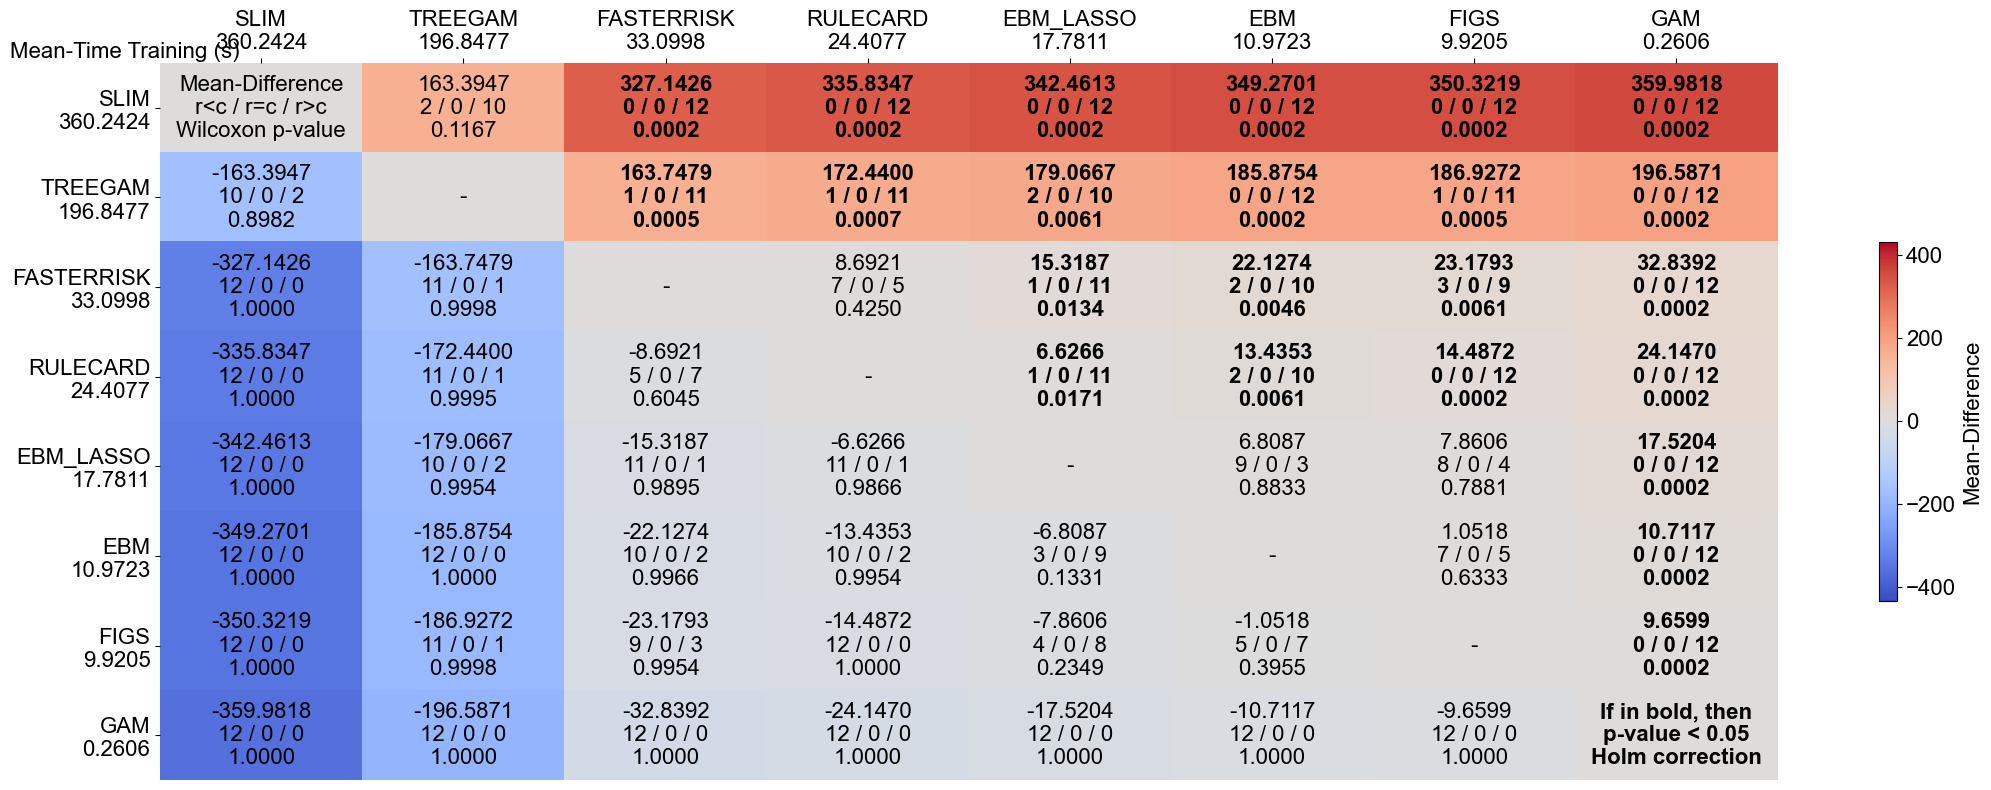 SLIM TREEGAM FASTERRISK RULECARD EBM_LASSO EBM FIGS GAM
360.2424 196.8477 33.0998 24.4077 17.7811 10.9723 9.9205 0.2606
Mean-Time Training (s)
Mean-Difference 163.3947 327.1426 335.8347 342.4613 349.2701 350.3219 359.9818
SLIM r<c / r=c / r>c 2 / 0 / 10 0 / 0 / 12 0 / 0 / 12 0 / 0 / 12 0 / 0 / 12 0 / 0 / 12 0 / 0 / 12
360.2424 Wilcoxon p-value 0.1167 0.0002 0.0002 0.0002 0.0002 0.0002 0.0002
-163.3947 163.7479 172.4400 179.0667 185.8754 186.9272 196.5871
TREEGAM 10 / 0 / 2 - 1 / 0 / 11 1 / 0 / 11 2 / 0 / 10 0 / 0 / 12 1 / 0 / 11 0 / 0 / 12
196.8477 0.8982 0.0005 0.0007 0.0061 0.0002 0.0005 0.0002
-327.1426 -163.7479 8.6921 15.3187 22.1274 23.1793 32.8392
FASTERRISK 12 / 0 / 0 11 / 0 / 1 - 7 / 0 / 5 1 / 0 / 11 2 / 0 / 10 3 / 0 / 9 0 / 0 / 12
33.0998 1.0000 0.9998 0.4250 0.0134 0.0046 0.0061 0.0002
-335.8347 -172.4400 -8.6921 6.6266 13.4353 14.4872 24.1470
RULECARD 12 / 0 / 0 11 / 0 / 1 5 / 0 / 7 - 1 / 0 / 11 2 / 0 / 10 0 / 0 / 12 0 / 0 / 12
24.4077 1.0000 0.9995 0.6045 0.0171 0.0061 0.0002 0.0002
-342.4613 -179.0667 -15.3187 -6.6266 6.8087 7.8606 17.5204
EBM_LASSO 12 / 0 / 0 10 / 0 / 2 11 / 0 / 1 11 / 0 / 1 - 9 / 0 / 3 8 / 0 / 4 0 / 0 / 12
17.7811 1.0000 0.9954 0.9895 0.9866 0.8833 0.7881 0.0002
-349.2701 -185.8754 -22.1274 -13.4353 -6.8087 1.0518 10.7117
EBM 12 / 0 / 0 12 / 0 / 0 10 / 0 / 2 10 / 0 / 2 3 / 0 / 9 - 7 / 0 / 5 0 / 0 / 12
10.9723 1.0000 1.0000 0.9966 0.9954 0.1331 0.6333 0.0002
-350.3219 -186.9272 -23.1793 -14.4872 -7.8606 -1.0518 9.6599
FIGS 12 / 0 / 0 11 / 0 / 1 9 / 0 / 3 12 / 0 / 0 4 / 0 / 8 5 / 0 / 7 - 0 / 0 / 12
9.9205 1.0000 0.9998 0.9954 1.0000 0.2349 0.3955 0.0002
-359.9818 -196.5871 -32.8392 -24.1470 -17.5204 -10.7117 -9.6599 If in bold, then
GAM 12 / 0 / 0 12 / 0 / 0 12 / 0 / 0 12 / 0 / 0 12 / 0 / 0 12 / 0 / 0 12 / 0 / 0 p-value < 0.05
0.2606 1.0000 1.0000 1.0000 1.0000 1.0000 1.0000 1.0000 Holm correction
400
200
0
−200
−400
Mean-Difference